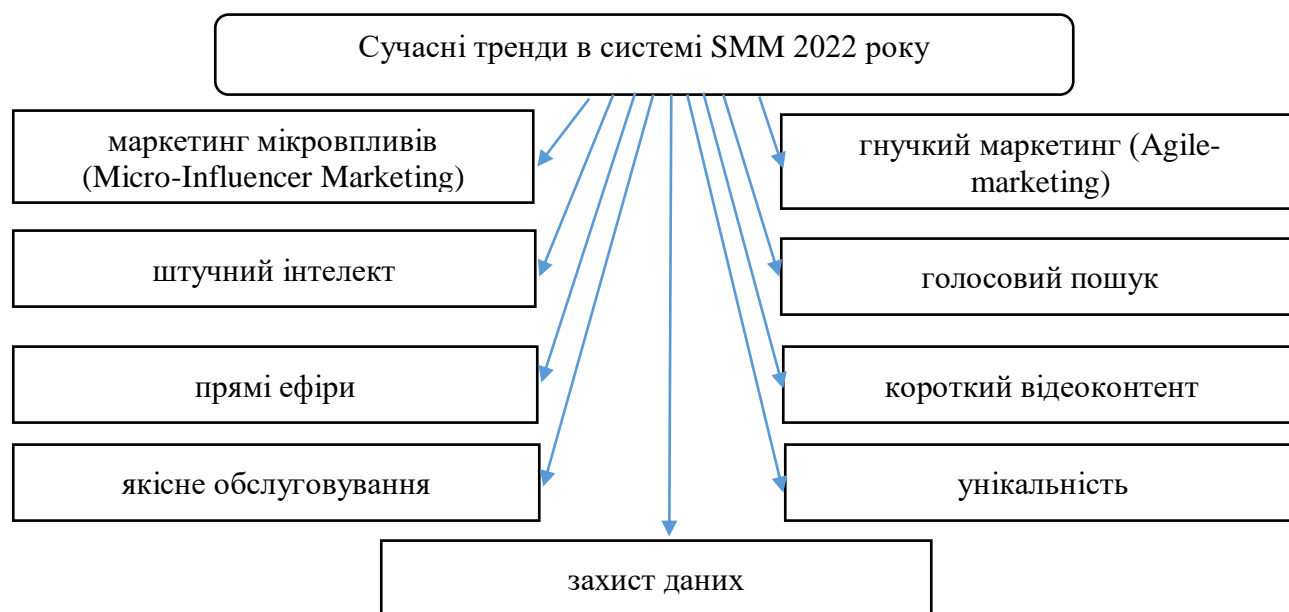 Сучасні тренди в системі SMM 2022 року
маркетинг мікровпливів
(Micro-Influencer Marketing)
гнучкий маркетинг (Agile-
marketing)
штучний інтелект
голосовий пошук
прямі ефіри
короткий відеоконтент
якісне обслуговування
унікальність
захист даних